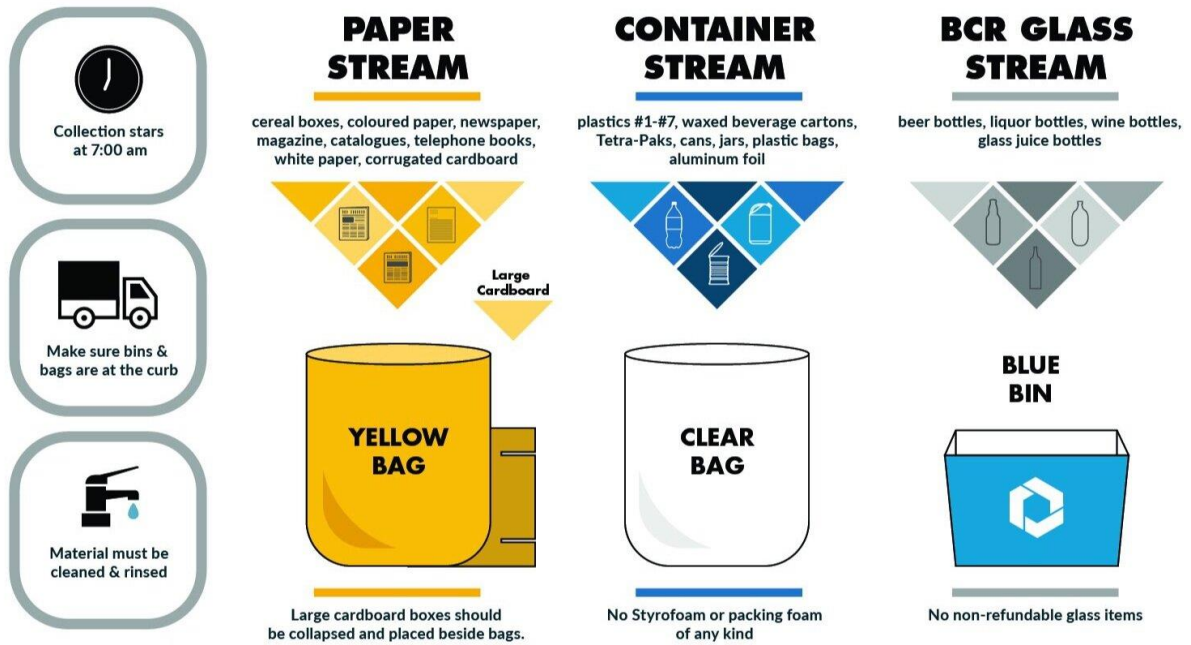 Collection stars
at 7:00 am
Make sure bins &
bags are at the curb
Material must be
cleaned & rinsed
PAPER
STREAM
cereal boxes, coloured paper, newspaper,
magazine, catalogues, telephone books,
white paper, corrugated cardboard
Large
Cardboard
YELLOW
BAG
Large cardboard boxes should
be collapsed and placed beside bags.
CONTAINER
STREAM
plastics #1-#7, waxed beverage cartons,
Tetra-Paks, cans, jars, plastic bags,
aluminum foil
CLEAR
BAG
No Styrofoam or packing foam
of any kind
BCR GLASS
STREAM
beer bottles, liquor bottles, wine bottles,
glass juice bottles
BLUE
BIN
No non-refundable glass items